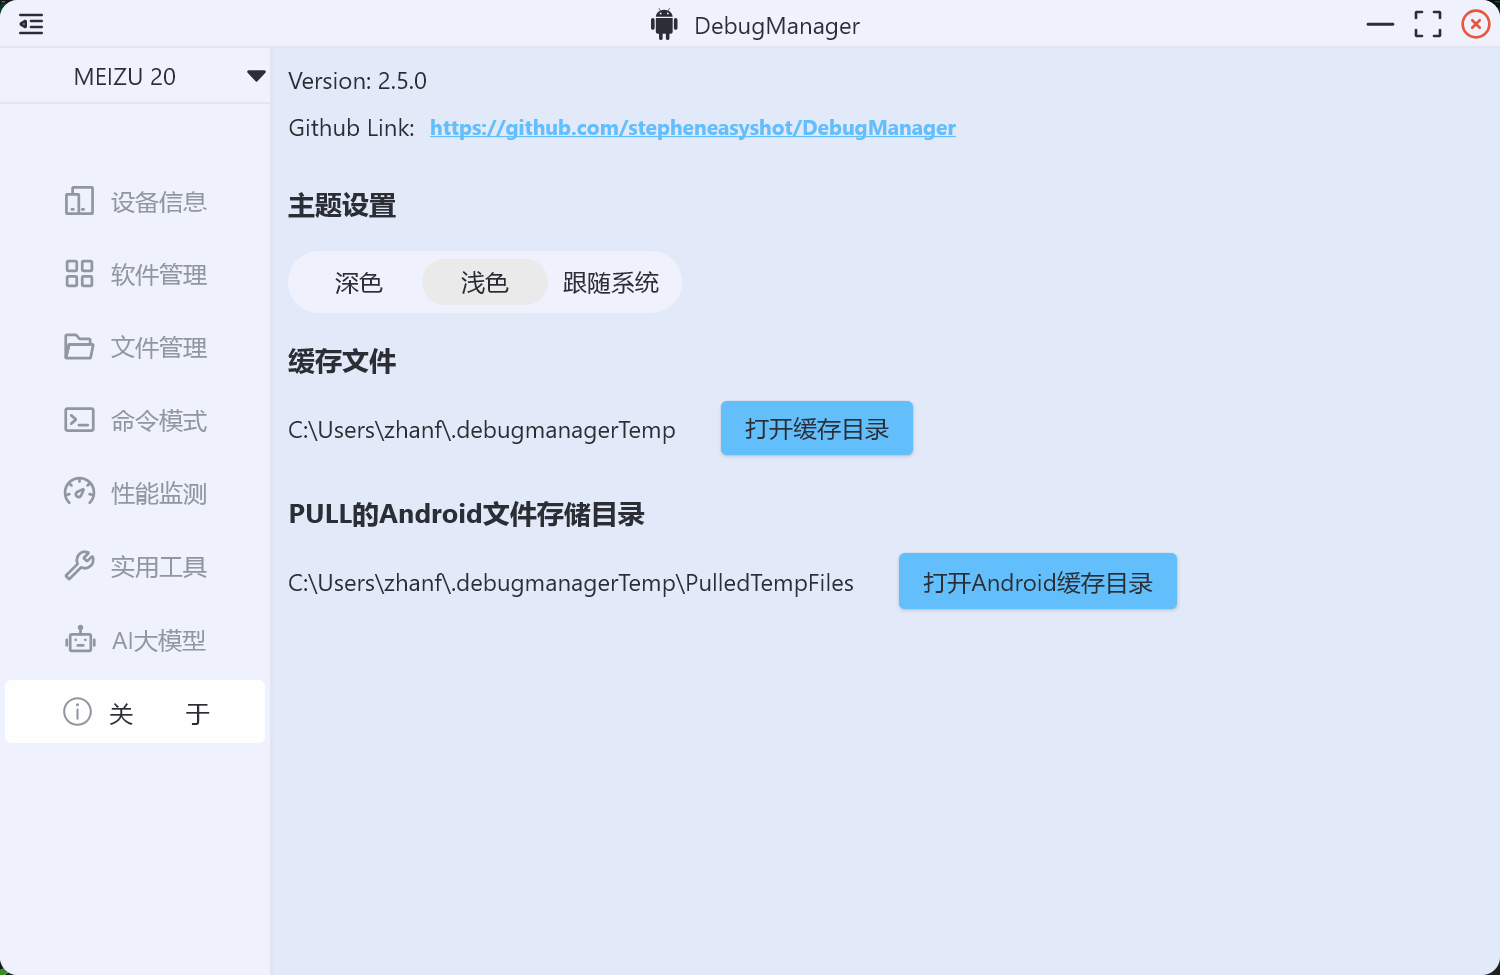 DebugManager
MEIZU 20
设备信息
软件管理
文件管理
命令模式
性能监测
实用工具
AI大模型
关 于
Version: 2.5.0
Github Link: https://github.com/stepheneasyshot/DebugManager
主题设置
深色 浅色 跟随系统
缓存文件
C:\Users\zhanf\.debugmanagerTemp 打开缓存目录
PULL的Android文件存储目录
C:\Users\zhanf\.debugmanagerTemp\PulledTempFiles 打开Android缓存目录